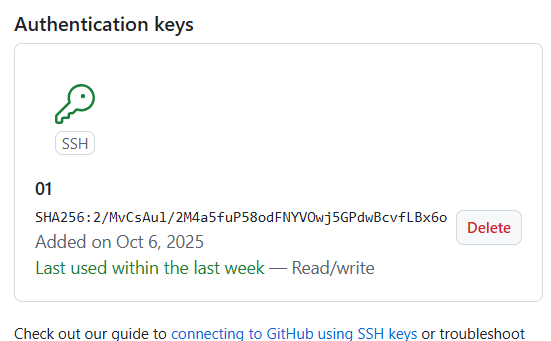 Authentication keys
SSH
01
SHA256:2/MvCsAul/2M4a5fuP58odFNYVOwj5GPdwBcvfLBx6o
Delete
Added on Oct 6, 2025
Last used within the last week — Read/write
Check out our guide to connecting to GitHub using SSH keys or troubleshoot